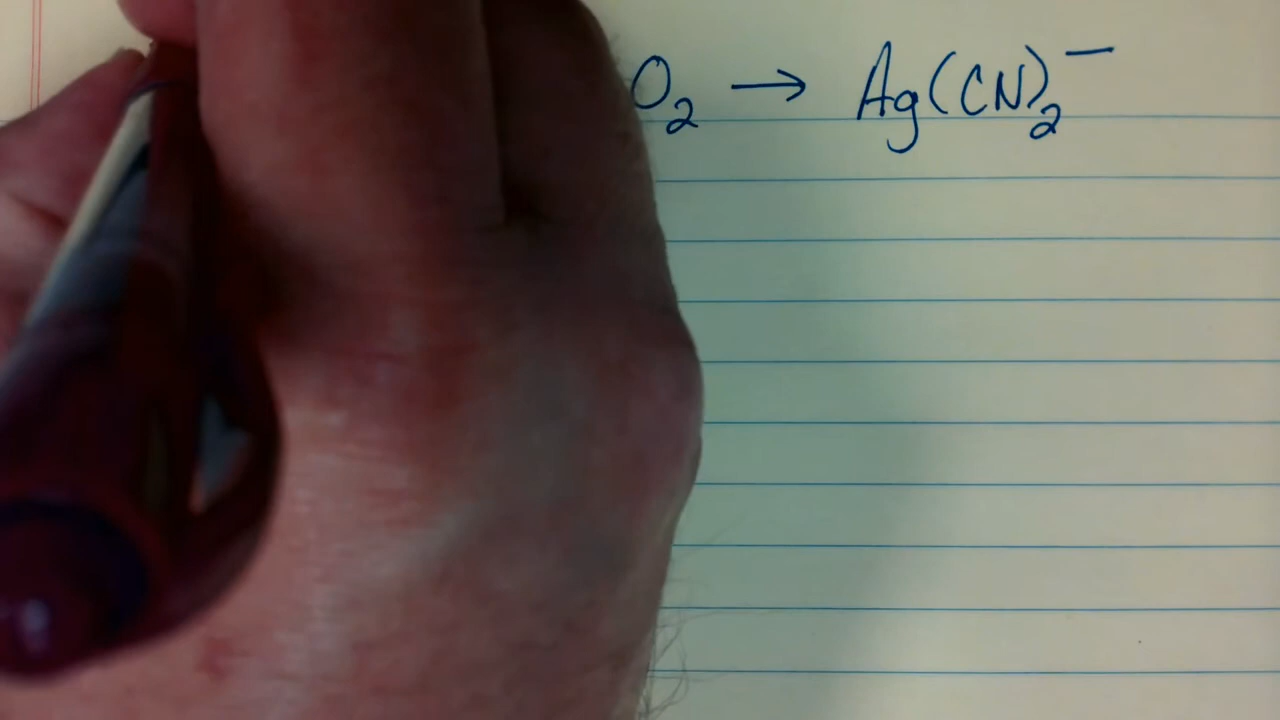 O₂ → Ag(CN)₂⁻